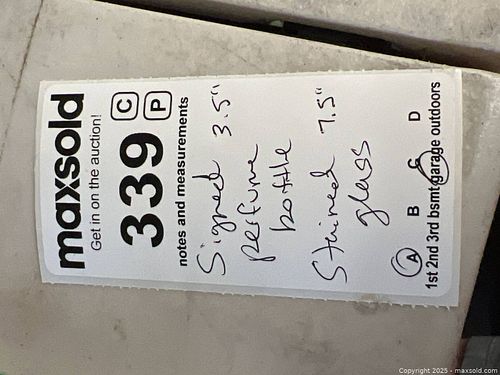 maxsold
Get in on the auction!
339 C P
notes and measurements
Signed 3.5"
perfume
bottle
Stained 7.5"
glass
A B C D
1st 2nd 3rd bsmt garage outdoors
Copyright 2025 - maxsold.com